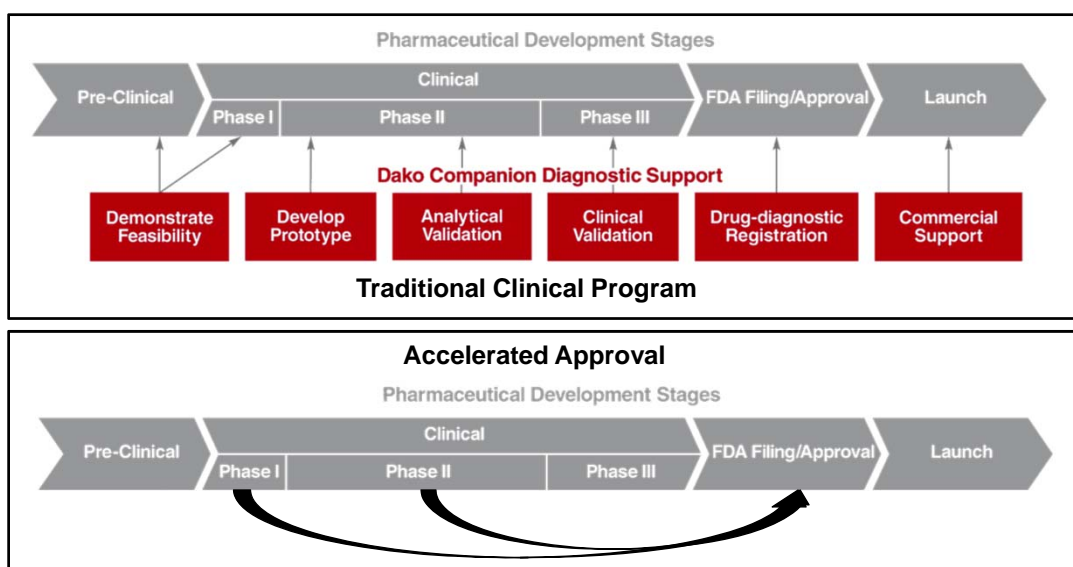 Pharmaceutical Development Stages
Pre-Clinical
Clinical
Phase I
Phase II
Phase III
FDA Filing/Approval
Launch
Dako Companion Diagnostic Support
Demonstrate
Feasibility
Develop
Prototype
Analytical
Validation
Clinical
Validation
Drug-diagnostic
Registration
Commercial
Support
Traditional Clinical Program
Accelerated Approval
Pharmaceutical Development Stages
Pre-Clinical
Clinical
Phase I
Phase II
Phase III
FDA Filing/Approval
Launch